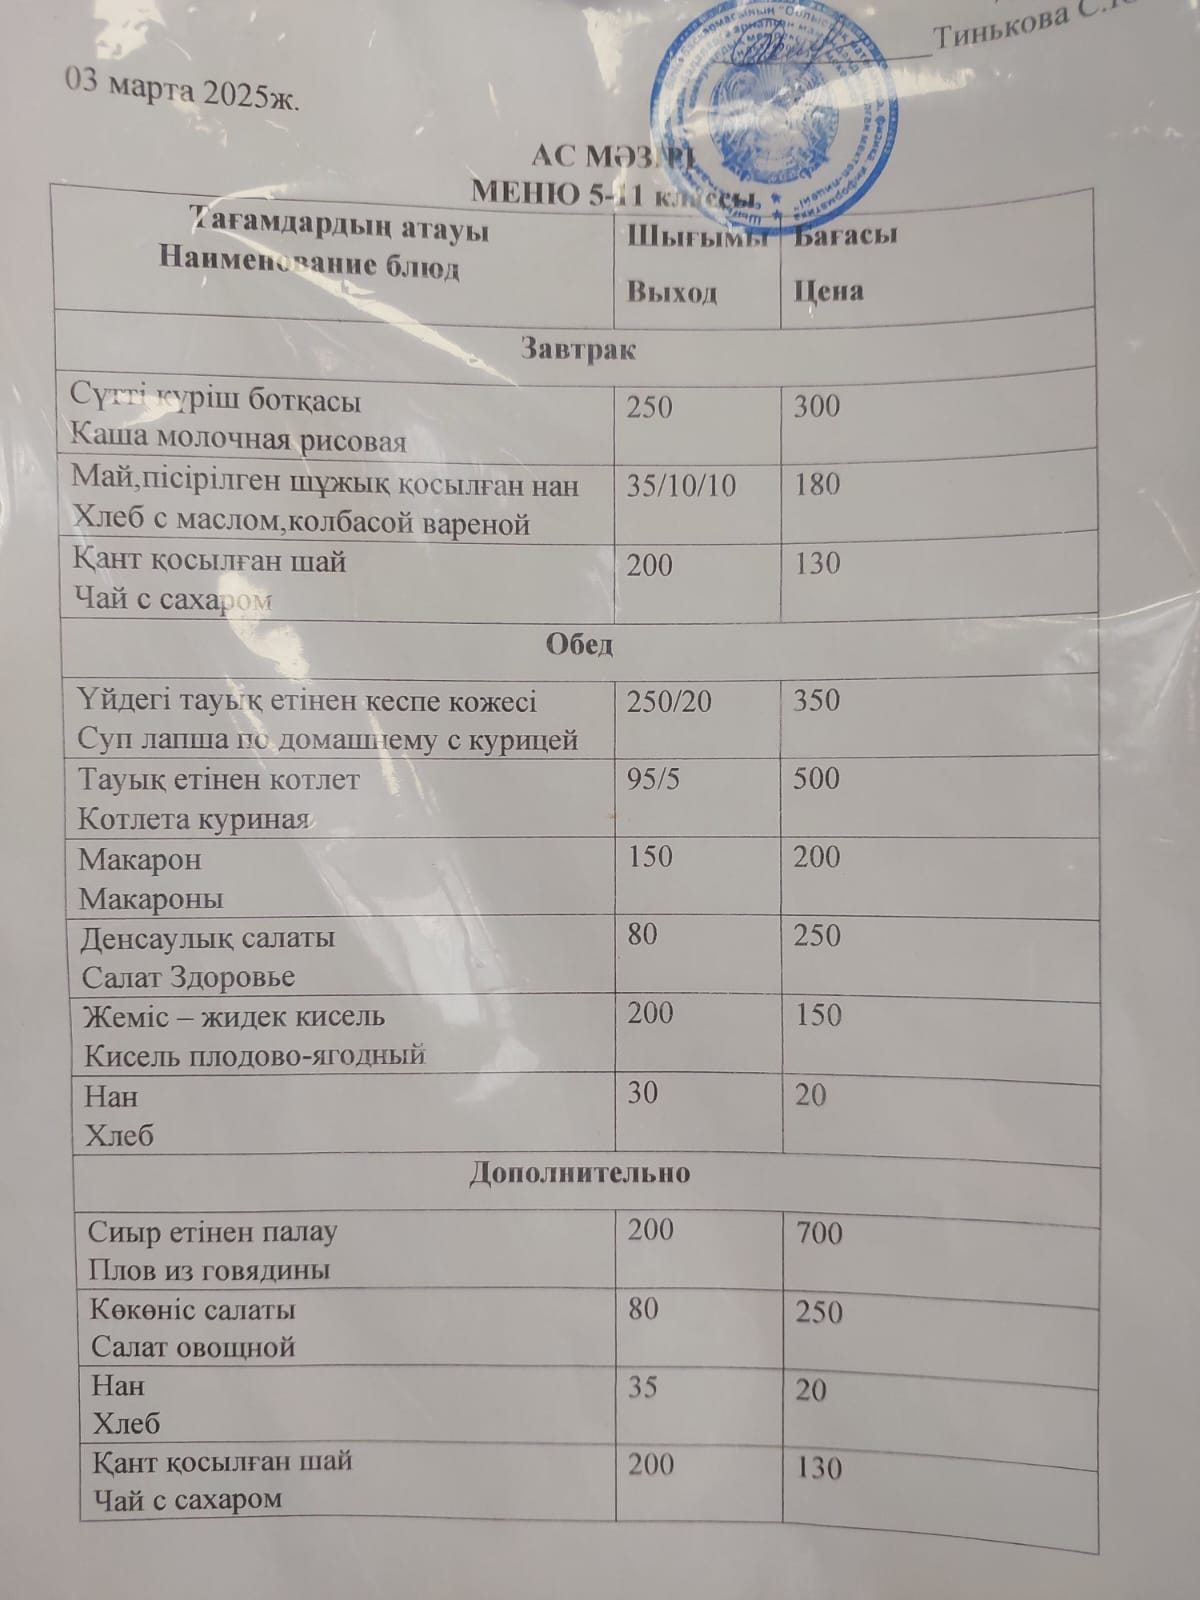 Тинькова С.
03 марта 2025ж.
АС МӘЗІРІ
МЕНЮ 5-11 классы
Тағамдардың атауы
Наименование блюд
Шығымы
Выход
Бағасы
Цена
Завтрак
Сүтті күріш ботқасы
Каша молочная рисовая
250
300
Май,пісірілген шұжық қосылған нан
Хлеб с маслом,колбасой вареной
35/10/10
180
Қант қосылған шай
Чай с сахаром
200
130
Обед
Үйдегі тауық етінен кеспе кожесі
Суп лапша по домашнему с курицей
250/20
350
Тауық етінен котлет
Котлета куриная
95/5
500
Макарон
Макароны
150
200
Денсаулық салаты
Салат Здоровье
80
250
Жеміс – жидек кисель
Кисель плодово-ягодный
200
150
Нан
Хлеб
30
20
Дополнительно
Сиыр етінен палау
Плов из говядины
200
700
Көкөніс салаты
Салат овощной
80
250
Нан
Хлеб
35
20
Қант қосылған шай
Чай с сахаром
200
130